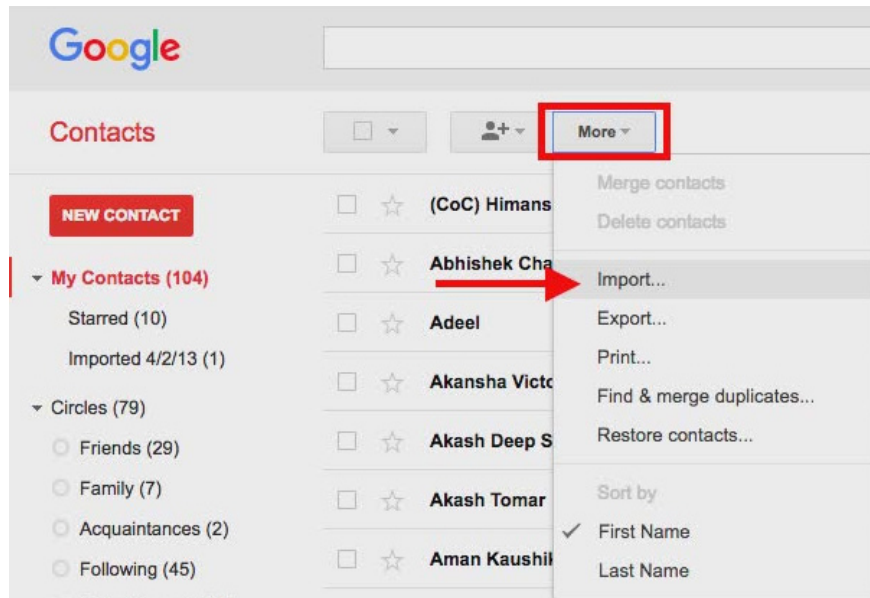 Google
Contacts
More
NEW CONTACT
My Contacts (104)
Starred (10)
Imported 4/2/13 (1)
Circles (79)
Friends (29)
Family (7)
Acquaintances (2)
Following (45)
(CoC) Himans
Abhishek Cha
Adeel
Akansha Victo
Akash Deep S
Akash Tomar
Aman Kaushik
Merge contacts
Delete contacts
Import...
Export...
Print...
Find & merge duplicates...
Restore contacts...
Sort by
First Name
Last Name